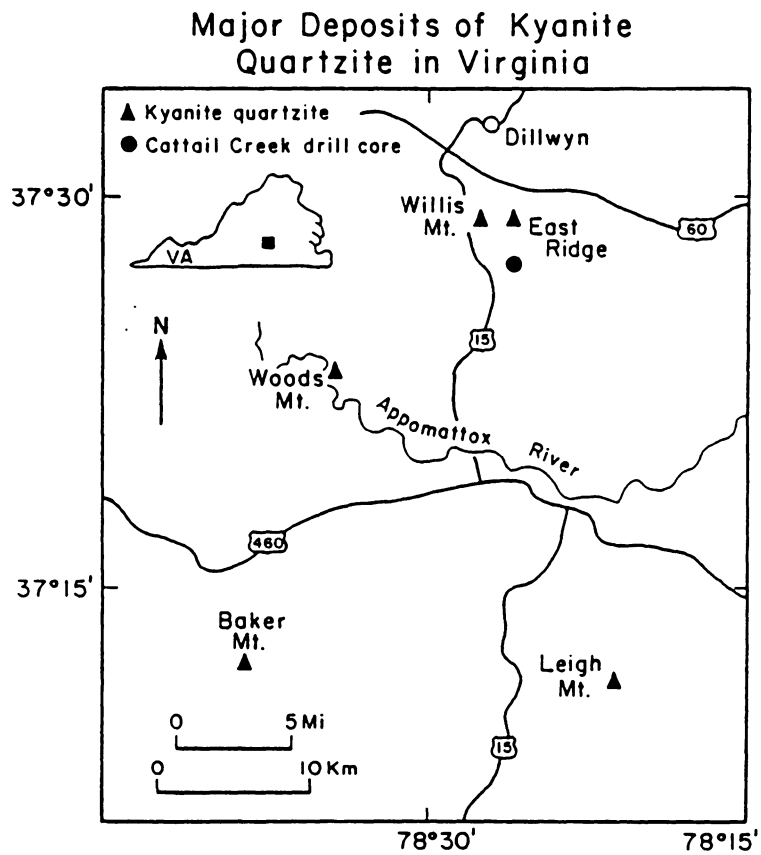 Major Deposits of Kyanite
Quartzite in Virginia
Kyanite quartzite
Cattail Creek drill core
Dillwyn
37°30'
Willis
Mt.
East
Ridge
60
VA
N
15
Woods
Mt.
Appomattox
River
460
37°15'
Baker
Mt.
Leigh
Mt.
0 5 Mi
15
0 10 Km
78°30'
78°15'